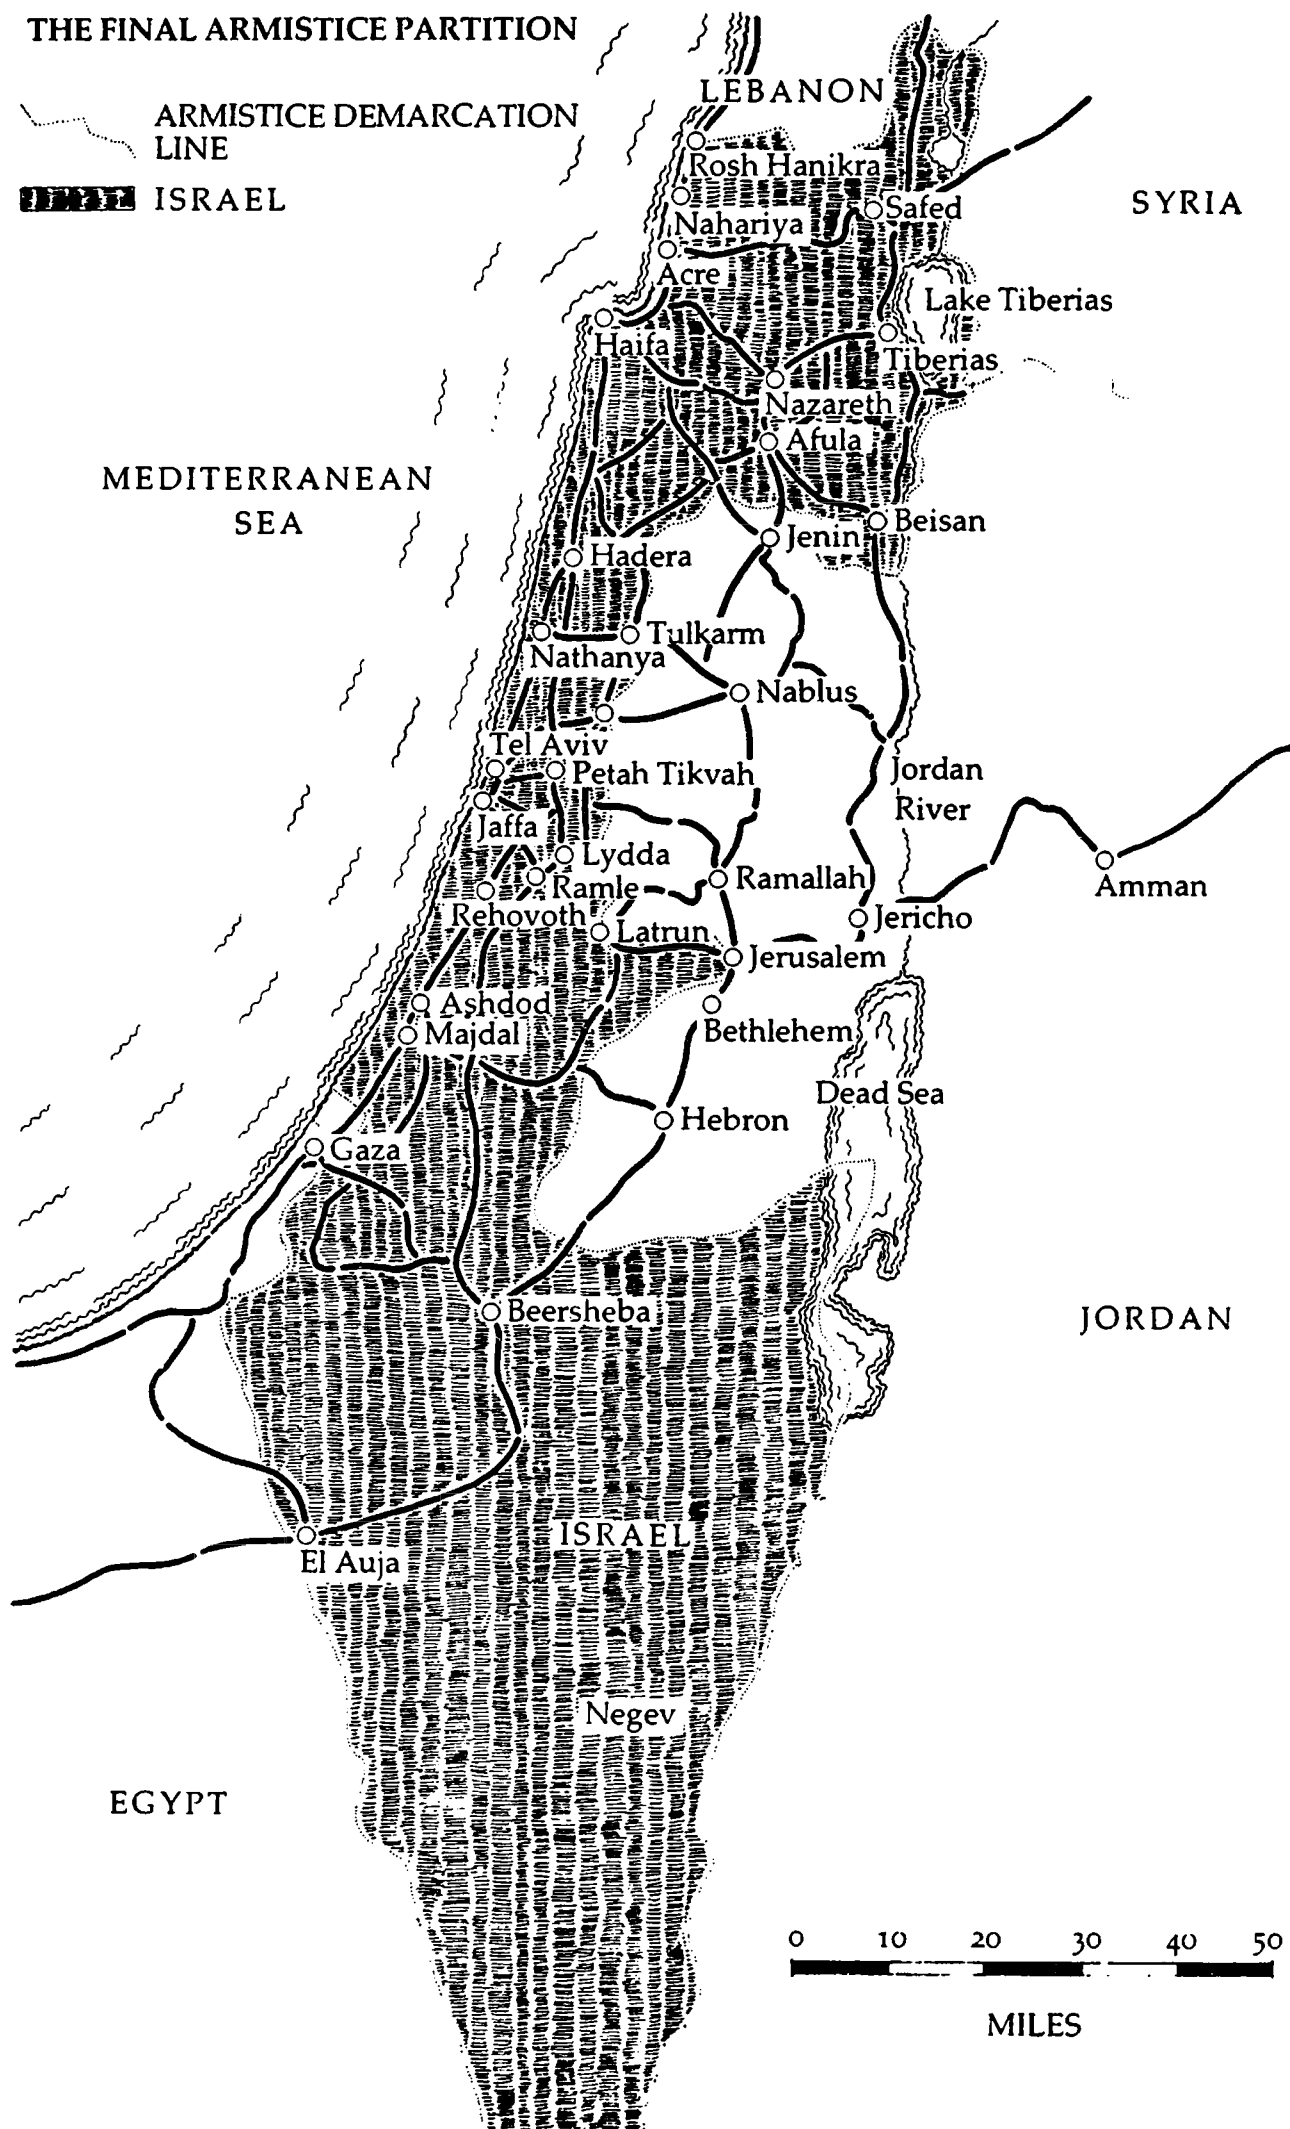 THE FINAL ARMISTICE PARTITION
ARMISTICE DEMARCATION
LINE
ISRAEL
LEBANON
Rosh Hanikra
SYRIA
Safed
Nahariya
Acre
Lake Tiberias
Haifa
Tiberias
Nazareth
Afula
MEDITERRANEAN
SEA
Beisan
Jenin
Hadera
Tulkarm
Nathanya
Nablus
Tel Aviv
Petah Tikvah
Jordan
River
Jaffa
Lydda
Ramallah
Amman
Ramle
Rehovoth
Jericho
Latrun
Jerusalem
Ashdod
Majdal
Bethlehem
Dead Sea
Hebron
Gaza
Beersheba
JORDAN
ISRAEL
El Auja
Negev
EGYPT
0 10 20 30 40 50
MILES